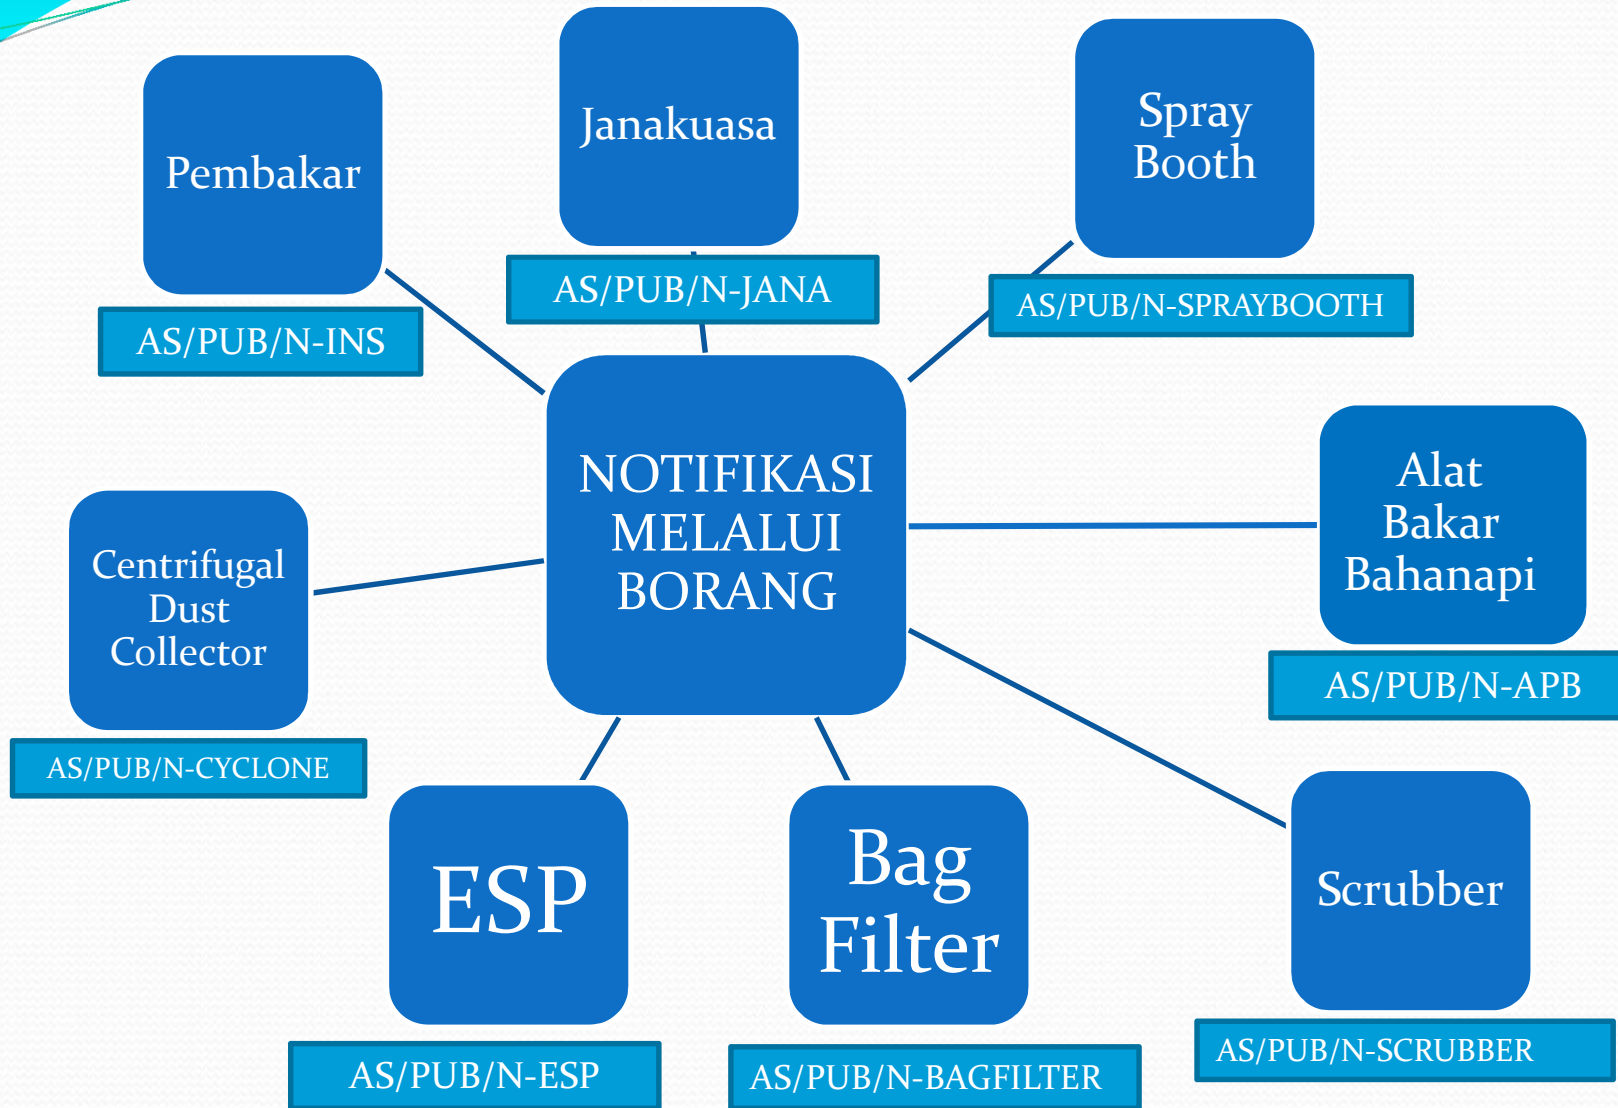 Pembakar
AS/PUB/N-INS
Janakuasa
AS/PUB/N-JANA
Spray
Booth
AS/PUB/N-SPRAYBOOTH
NOTIFIKASI
MELALUI
BORANG
Alat
Bakar
Bahanapi
AS/PUB/N-APB
Centrifugal
Dust
Collector
AS/PUB/N-CYCLONE
ESP
AS/PUB/N-ESP
Bag
Filter
AS/PUB/N-BAGFILTER
Scrubber
AS/PUB/N-SCRUBBER